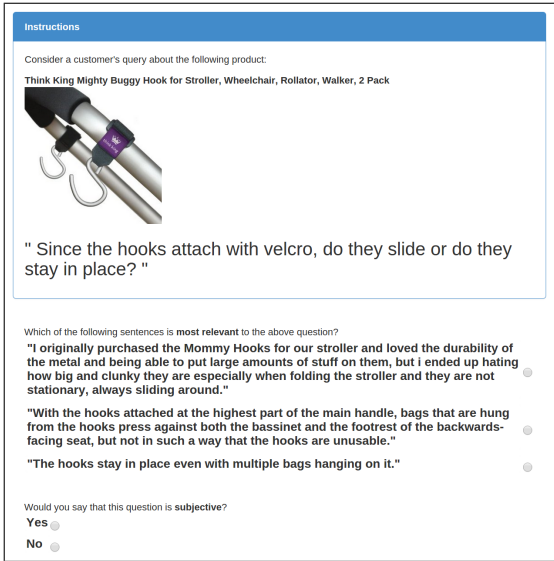 Instructions
Consider a customer's query about the following product:
Think King Mighty Buggy Hook for Stroller, Wheelchair, Rollator, Walker, 2 Pack
" Since the hooks attach with velcro, do they slide or do they
stay in place? "
Which of the following sentences is most relevant to the above question?
"I originally purchased the Mommy Hooks for our stroller and loved the durability of
the metal and being able to put large amounts of stuff on them, but i ended up hating
how big and clunky they are especially when folding the stroller and they are not
stationary, always sliding around."
"With the hooks attached at the highest part of the main handle, bags that are hung
from the hooks press against both the bassinet and the footrest of the backwards-
facing seat, but not in such a way that the hooks are unusable."
"The hooks stay in place even with multiple bags hanging on it."
Would you say that this question is subjective?
Yes
No